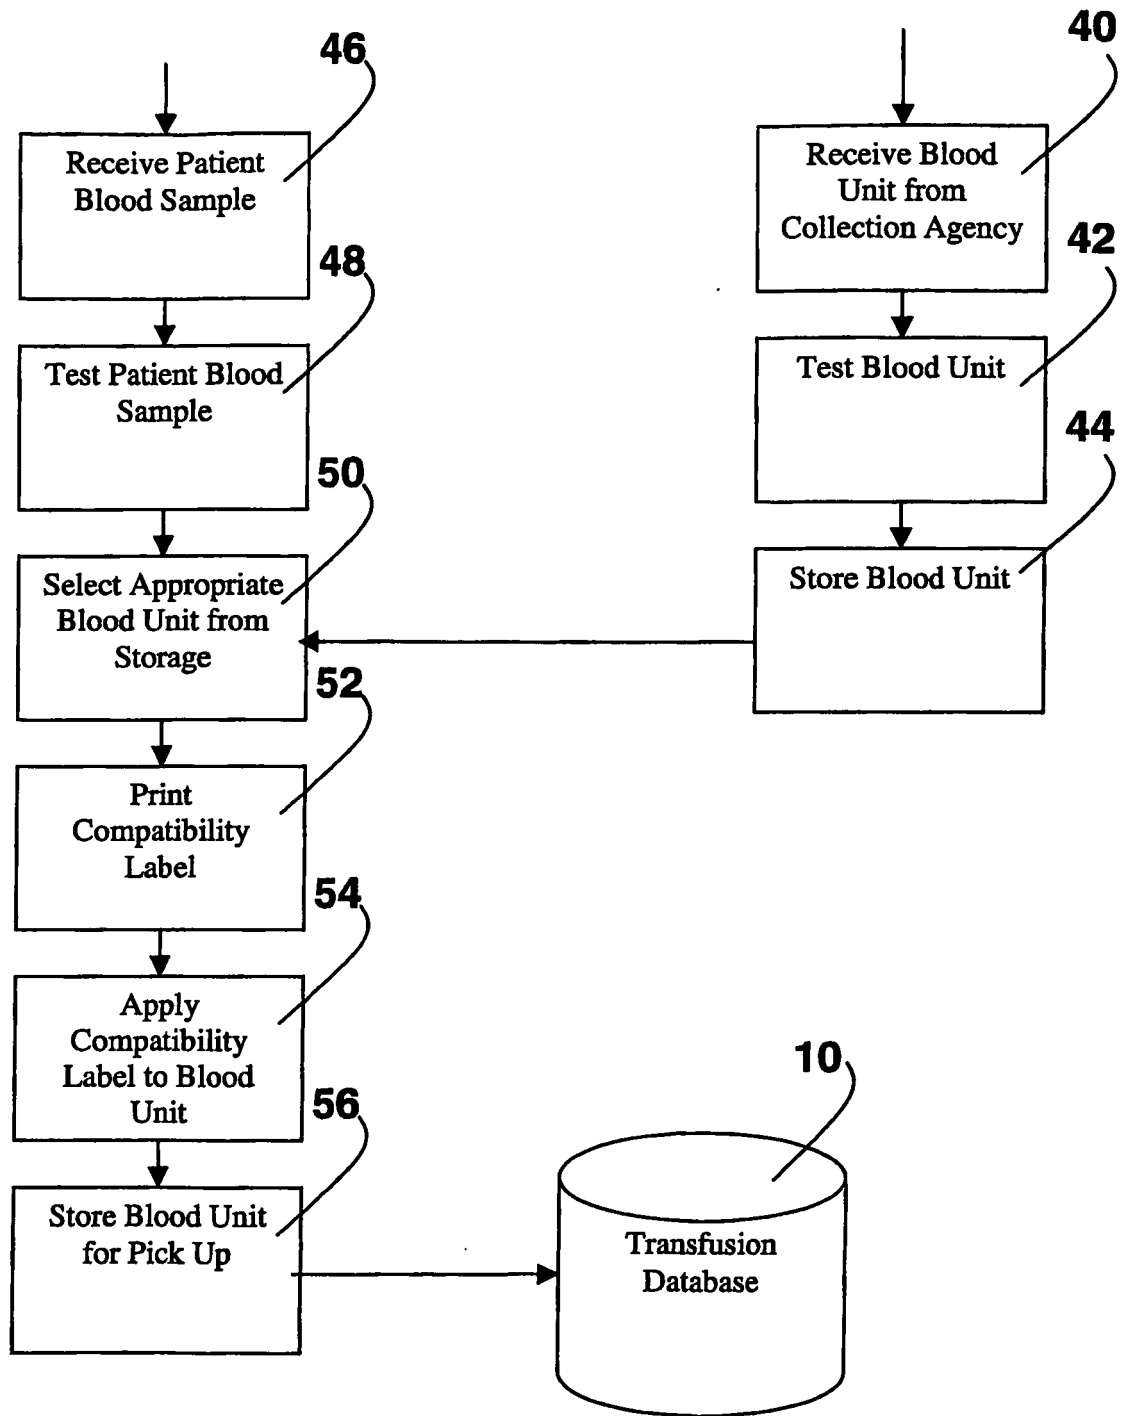 46
Receive Patient
Blood Sample
48
Test Patient Blood
Sample
50
Select Appropriate
Blood Unit from
Storage
52
Print
Compatibility
Label
54
Apply
Compatibility
Label to Blood
Unit
56
Store Blood Unit
for Pick Up
40
Receive Blood
Unit from
Collection Agency
42
Test Blood Unit
44
Store Blood Unit
10
Transfusion
Database